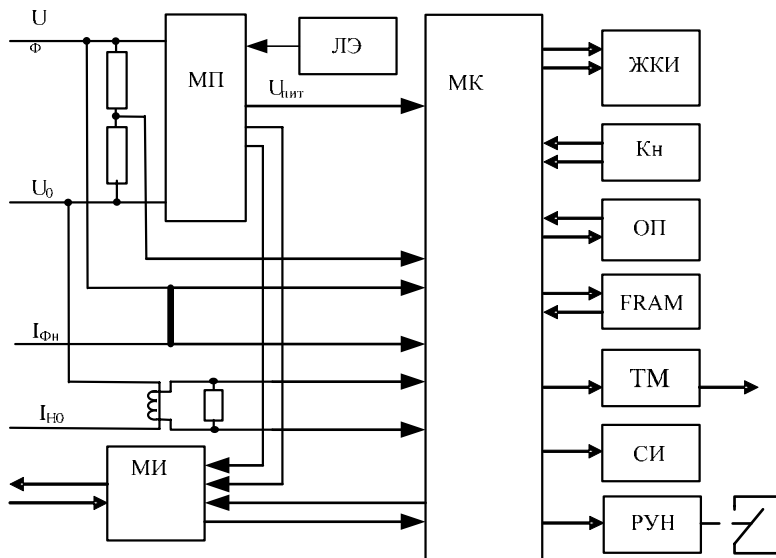 U
Ф
МП
ЛЭ
МК
ЖКИ
Uпит
Кн
U0
ОП
FRAM
IФн
ТМ
IН0
МИ
СИ
РУН